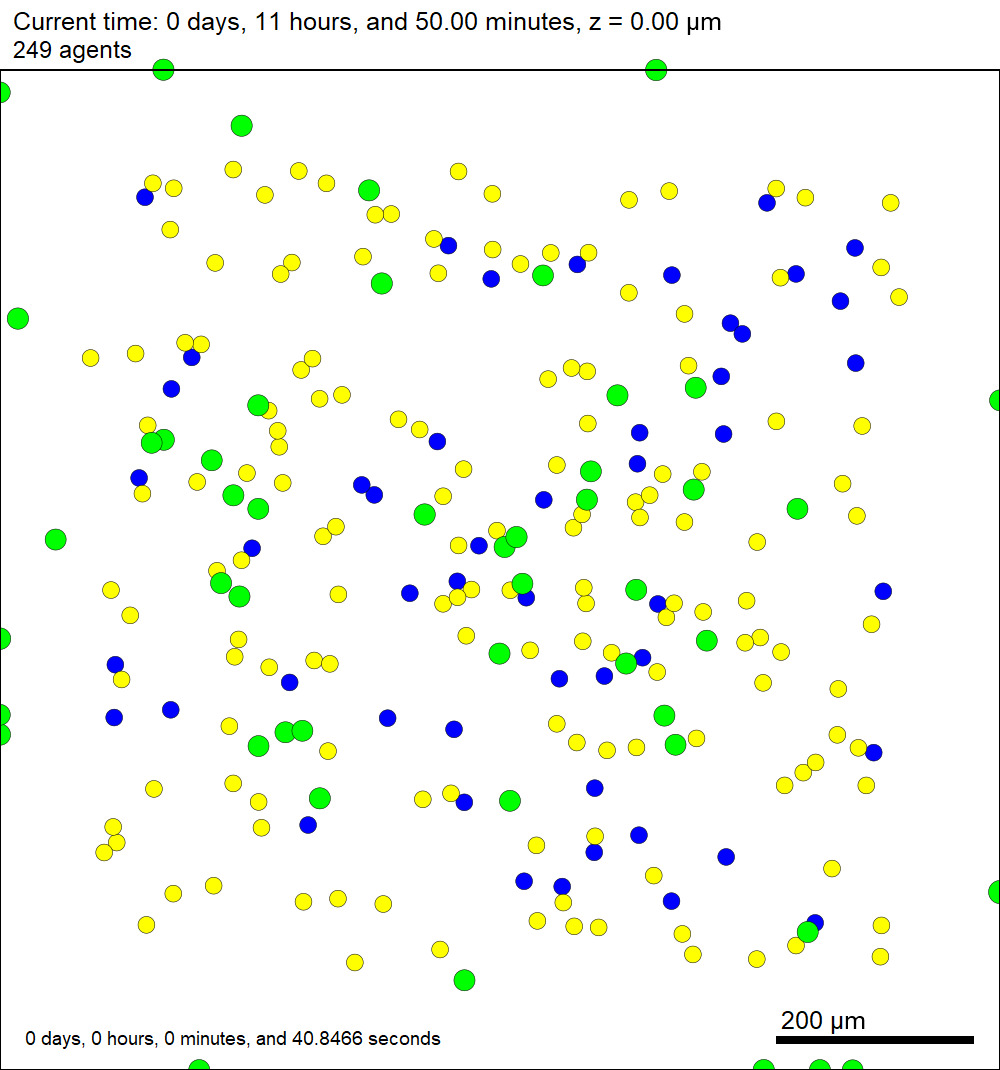 Current time: 0 days, 11 hours, and 50.00 minutes, z = 0.00 µm
249 agents
200 µm
0 days, 0 hours, 0 minutes, and 40.8466 seconds